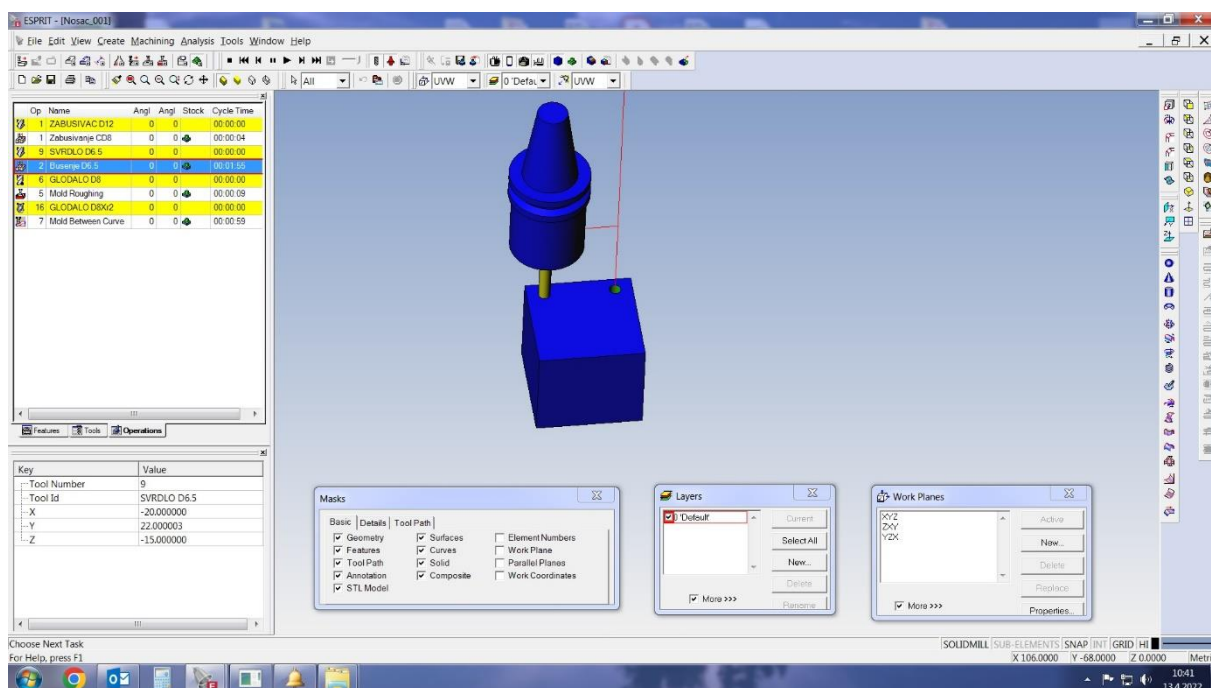 ESPRIT - [Nosac_001]
File Edit View Create Machining Analysis Tools Window Help
All UVW 0 'Defau UVW
Op Name Angl Angl Stock Cycle Time
1 ZABUSIVAC D12 0 0 00:00:00
1 Zabusivanje CD8 0 0 00:00:04
9 SVRDLO D6.5 0 0 00:00:00
2 Busenje D6.5 0 0 00:01:55
6 GLODALO D8 0 0 00:00:00
5 Mold Roughing 0 0 00:00:09
16 GLODALO D8Xr2 0 0 00:00:00
7 Mold Between Curve 0 0 00:00:59
Features Tools Operations
Key Value
Tool Number 9
Tool Id SVRDLO D6.5
X -20.000000
Y 22.000003
Z -15.000000
Masks
Basic Details Tool Path
Geometry Surfaces Element Numbers
Features Curves Work Plane
Tool Path Solid Parallel Planes
Annotation Composite Work Coordinates
STL Model
Layers
0 'Default'
Current
Select All
New...
Delete
Rename
More >>>
Work Planes
XYZ
ZXY
YZX
Active
New...
Delete
Replace
Properties...
More >>>
Choose Next Task
SOLIDMILL SUB-ELEMENTS SNAP INT GRID HI
For Help, press F1
X 106.0000 Y -68.0000 Z 0.0000 Metri
10:41
13.4.2022